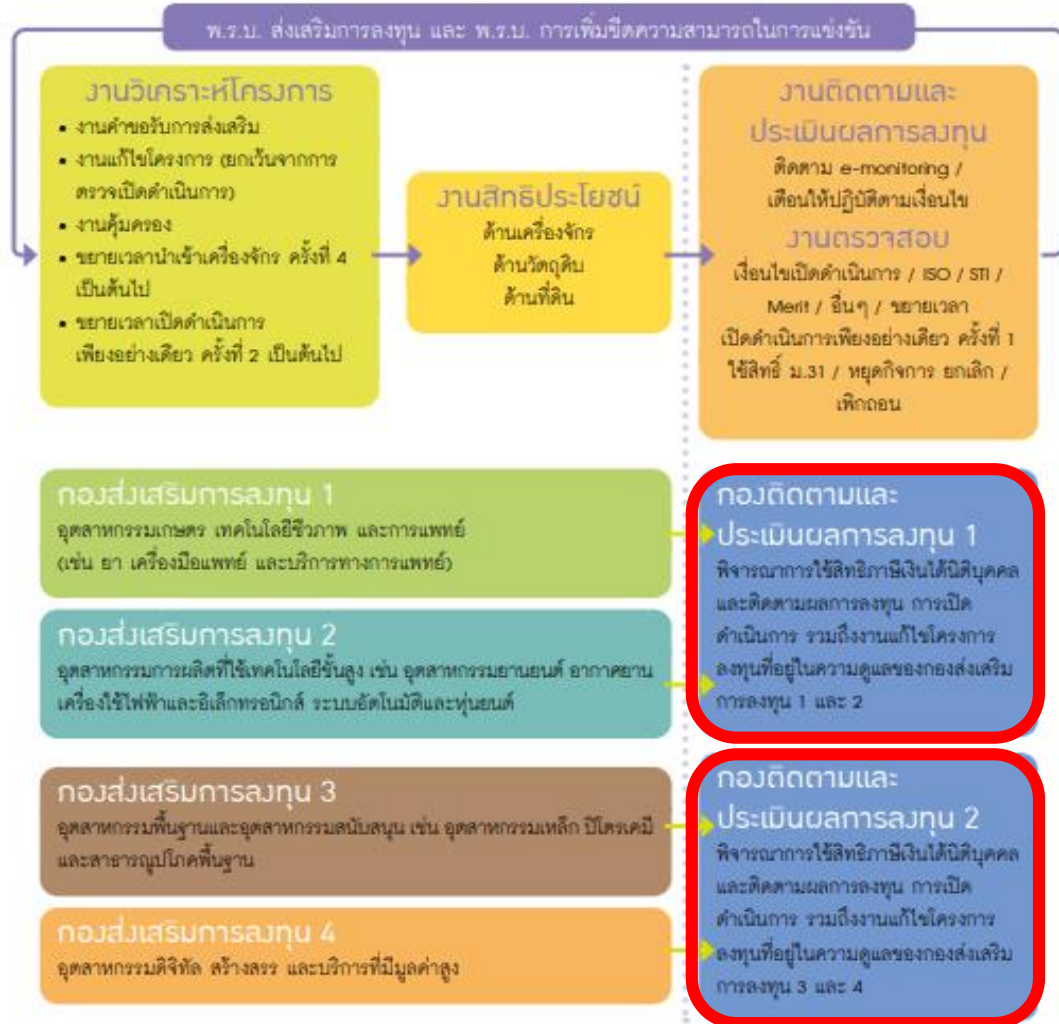 พ.ร.บ. ส่งเสริมการลงทุน และ พ.ร.บ. การเพิ่มขีดความสามารถในการแข่งขัน
งานวิเคราะห์โครงการ
• งานคำขอรับการส่งเสริม
• งานแก้ไขโครงการ (ยกเว้นจากการ
ตรวจเปิดดำเนินการ)
• งานคุ้มครอง
• ขยายเวลานำเข้าเครื่องจักร ครั้งที่ 4
เป็นต้นไป
• ขยายเวลาเปิดดำเนินการ
เพียงอย่างเดียว ครั้งที่ 2 เป็นต้นไป
งานสิทธิประโยชน์
ด้านเครื่องจักร
ด้านวัตถุดิบ
ด้านที่ดิน
งานติดตามและ
ประเมินผลการลงทุน
ติดตาม e-monitoring /
เตือนให้ปฏิบัติตามเงื่อนไข
งานตรวจสอบ
เงื่อนไขเปิดดำเนินการ / ISO / STI /
Merit / อื่นๆ / ขยายเวลา
เปิดดำเนินการเพียงอย่างเดียว ครั้งที่ 1
ใช้สิทธิ์ ม.31 / หยุดกิจการ ยกเลิก /
เพิกถอน
กองส่งเสริมการลงทุน 1
อุตสาหกรรมเกษตร เทคโนโลยีชีวภาพ และการแพทย์
(เช่น ยา เครื่องมือแพทย์ และบริการทางการแพทย์)
กองส่งเสริมการลงทุน 2
อุตสาหกรรมการผลิตที่ใช้เทคโนโลยีขั้นสูง เช่น อุตสาหกรรมยานยนต์ อากาศยาน
เครื่องใช้ไฟฟ้าและอิเล็กทรอนิกส์ ระบบอัตโนมัติและหุ่นยนต์
กองติดตามและ
ประเมินผลการลงทุน 1
พิจารณาการใช้สิทธิภาษีเงินได้นิติบุคคล
และติดตามผลการลงทุน การเปิด
ดำเนินการ รวมถึงงานแก้ไขโครงการ
ลงทุนที่อยู่ในความดูแลของกองส่งเสริม
การลงทุน 1 และ 2
กองส่งเสริมการลงทุน 3
อุตสาหกรรมพื้นฐานและอุตสาหกรรมสนับสนุน เช่น อุตสาหกรรมเหล็ก ปิโตรเคมี
และสาธารณูปโภคพื้นฐาน
กองส่งเสริมการลงทุน 4
อุตสาหกรรมดิจิทัล สร้างสรร และบริการที่มีมูลค่าสูง
กองติดตามและ
ประเมินผลการลงทุน 2
พิจารณาการใช้สิทธิภาษีเงินได้นิติบุคคล
และติดตามผลการลงทุน การเปิด
ดำเนินการ รวมถึงงานแก้ไขโครงการ
ลงทุนที่อยู่ในความดูแลของกองส่งเสริม
การลงทุน 3 และ 4